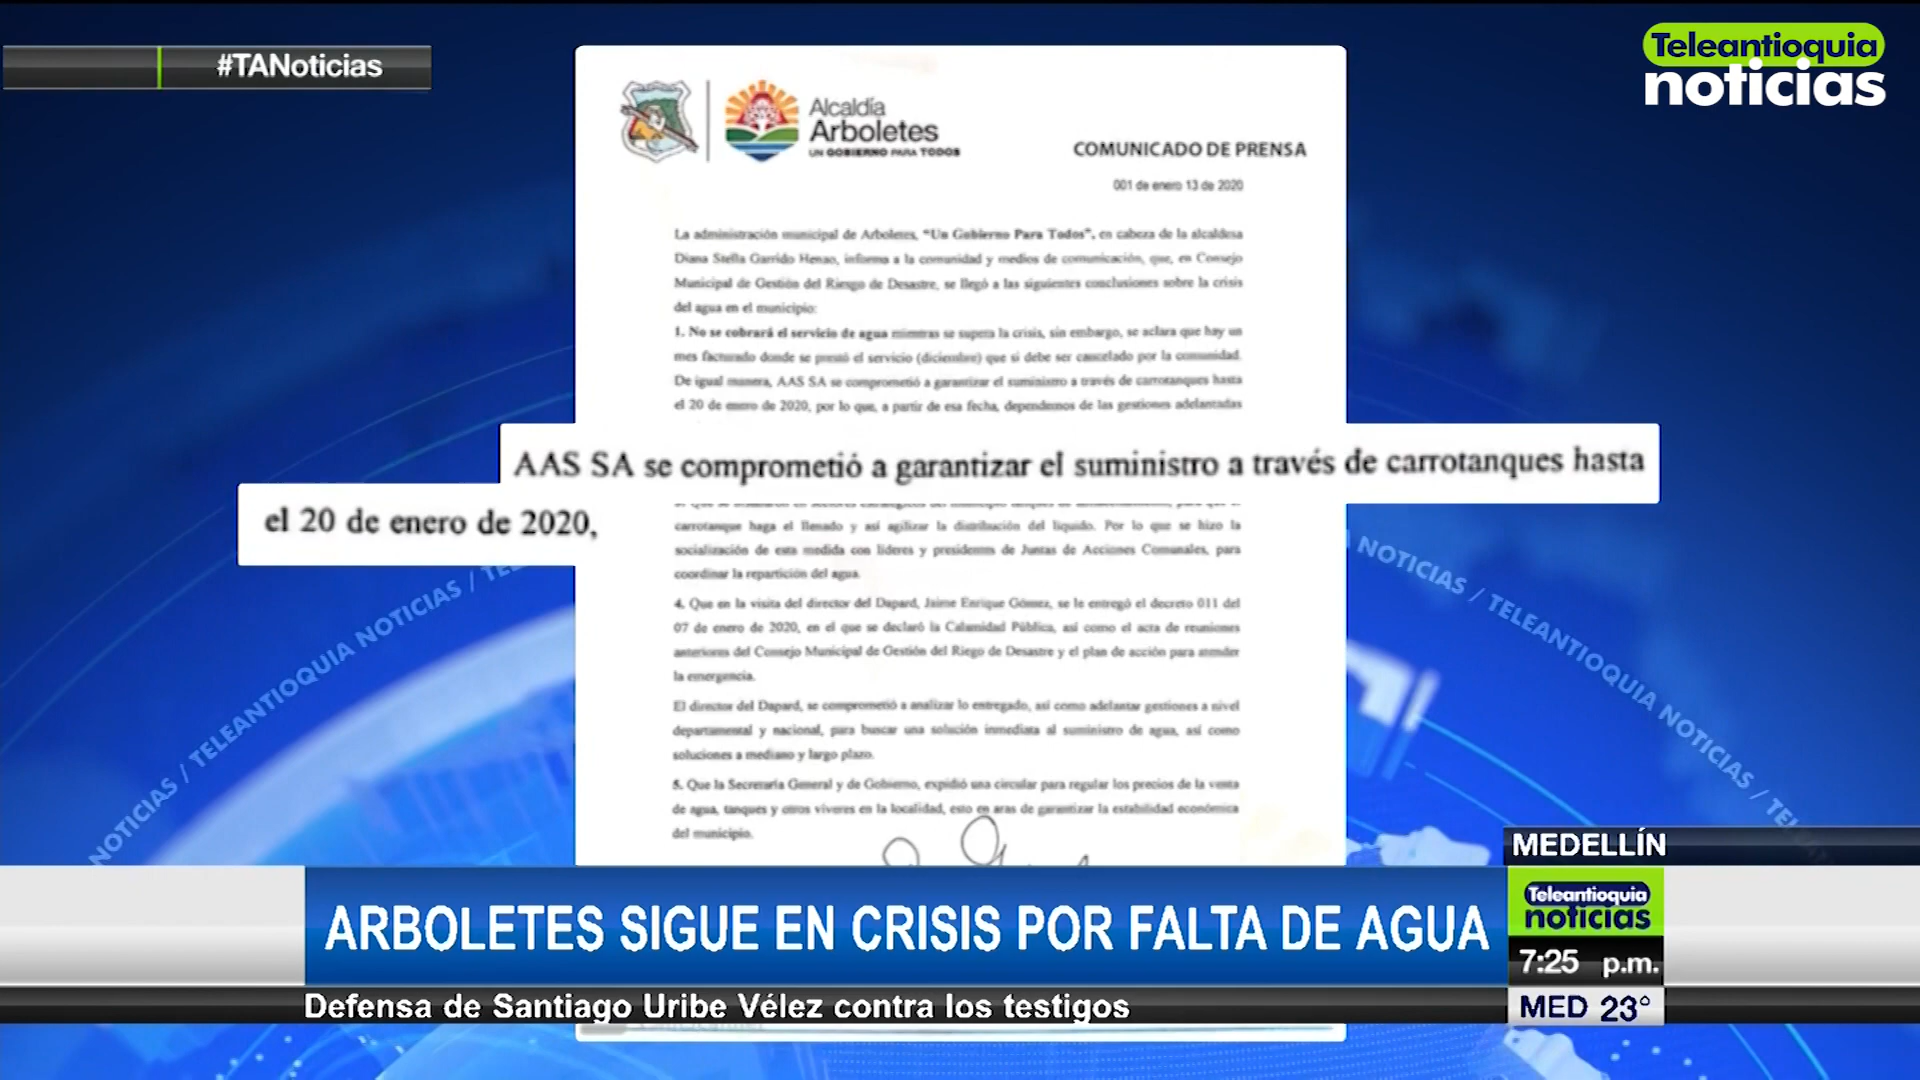 #TANoticias
Teleantioquia
noticias
Alcaldía
Arboletes
UN GOBIERNO PARA TODOS
COMUNICADO DE PRENSA
001 de enero 13 de 2020
La administración municipal de Arboletes, “Un Gobierno Para Todos”, en cabeza de la alcaldesa
Diana Stella Garrido Henao, informa a la comunidad y medios de comunicación, que, en Consejo
Municipal de Gestión del Riesgo de Desastre, se llegó a las siguientes conclusiones sobre la crisis
del agua en el municipio:
1. No se cobrará el servicio de agua mientras se supera la crisis, sin embargo, se aclara que hay un
mes facturado donde se prestó el servicio (diciembre) que si debe ser cancelado por la comunidad.
De igual manera, AAS SA se comprometió a garantizar el suministro a través de carrotanques hasta
el 20 de enero de 2020, por lo que, a partir de esa fecha, dependemos de las gestiones adelantadas
AAS SA se comprometió a garantizar el suministro a través de carrotanques hasta
el 20 de enero de 2020,
carrotanque haga el llenado y así agilizar la distribución del líquido. Por lo que se hizo la
socialización de esta medida con líderes y presidentes de Juntas de Acciones Comunales, para
coordinar la repartición del agua.
4. Que en la visita del director del Dapard, Jaime Enrique Gómez, se le entregó el decreto 011 del
07 de enero de 2020, en el que se declaró la Calamidad Pública, así como el acta de reuniones
anteriores del Consejo Municipal de Gestión del Riego de Desastre y el plan de acción para atender
la emergencia.
El director del Dapard, se comprometió a analizar lo entregado, así como adelantar gestiones a nivel
departamental y nacional, para buscar una solución inmediata al suministro de agua, así como
soluciones a mediano y largo plazo.
5. Que la Secretaría General y de Gobierno, expidió una circular para regular los precios de la venta
de agua, tanques y otros víveres en la localidad, esto en aras de garantizar la estabilidad económica
del municipio.
NOTICIAS / TELEANTIOQUIA NOTICIAS / TEL
NOTICIAS / TELEANTIOQUIA NOTICIAS / TELEA
MEDELLÍN
ARBOLETES SIGUE EN CRISIS POR FALTA DE AGUA
Teleantioquia
noticias
7:25 p.m.
Defensa de Santiago Uribe Vélez contra los testigos
MED 23°